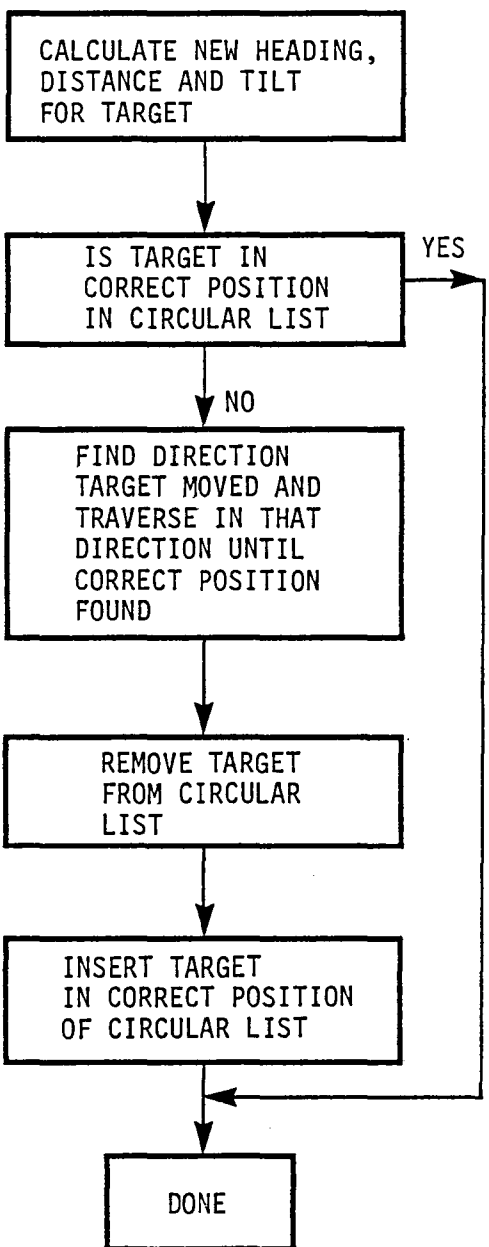 CALCULATE NEW HEADING,
DISTANCE AND TILT
FOR TARGET
IS TARGET IN
CORRECT POSITION
IN CIRCULAR LIST
YES
NO
FIND DIRECTION
TARGET MOVED AND
TRAVERSE IN THAT
DIRECTION UNTIL
CORRECT POSITION
FOUND
REMOVE TARGET
FROM CIRCULAR
LIST
INSERT TARGET
IN CORRECT POSITION
OF CIRCULAR LIST
DONE